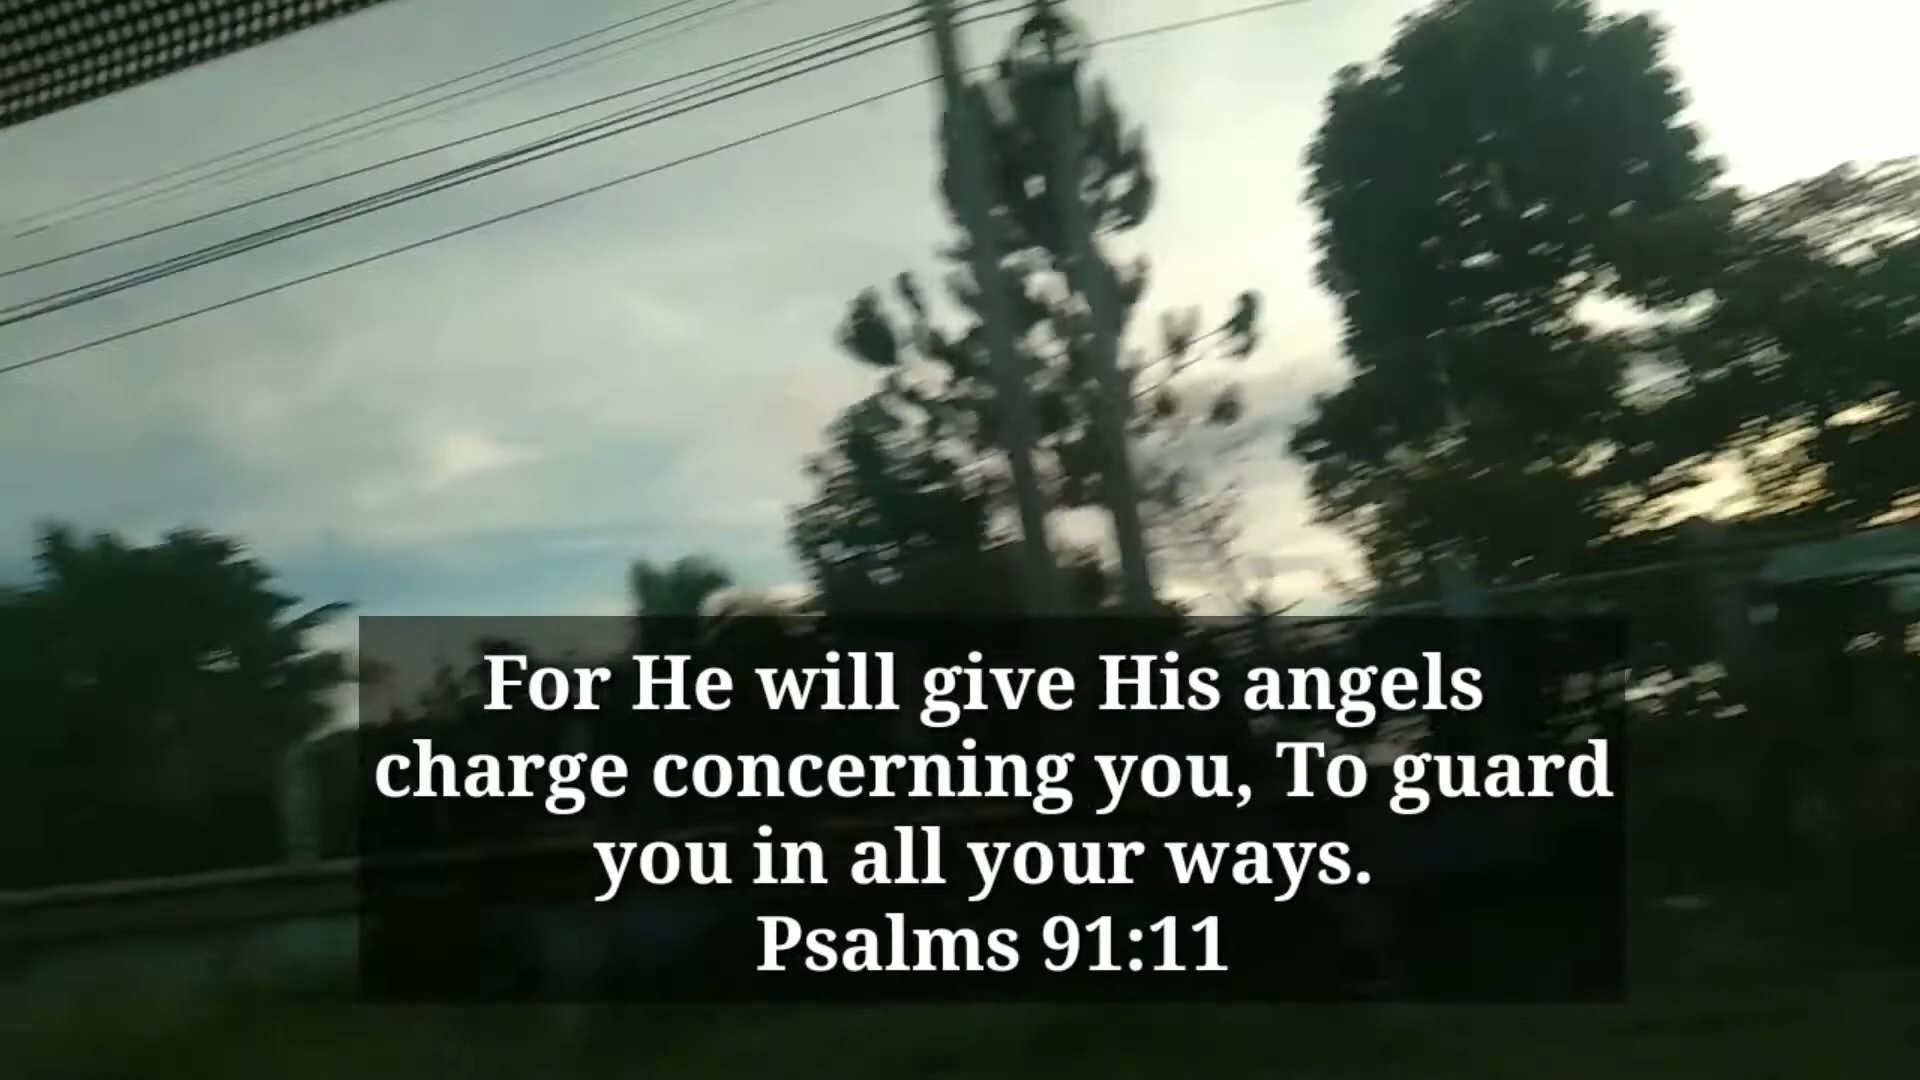 For He will give His angels
charge concerning you, To guard
you in all your ways.
Psalms 91:11